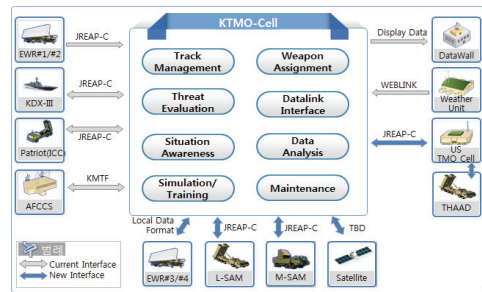 KTMO-Cell
EWR#1/#2
JREAP-C
KDX-III
JREAP-C
Patriot(ICC)
JREAP-C
AFCCS
KMTF
Track
Management
Weapon
Assignment
Threat
Evaluation
Datalink
Interface
Situation
Awareness
Data
Analysis
Simulation/
Training
Maintenance
Display Data
DataWall
WEBLINK
Weather
Unit
JREAP-C
US
TMO Cell
THAAD
Local Data
Format
JREAP-C
JREAP-C
TBD
EWR#3/#4
L-SAM
M-SAM
Satellite
범례
Current Interface
New Interface